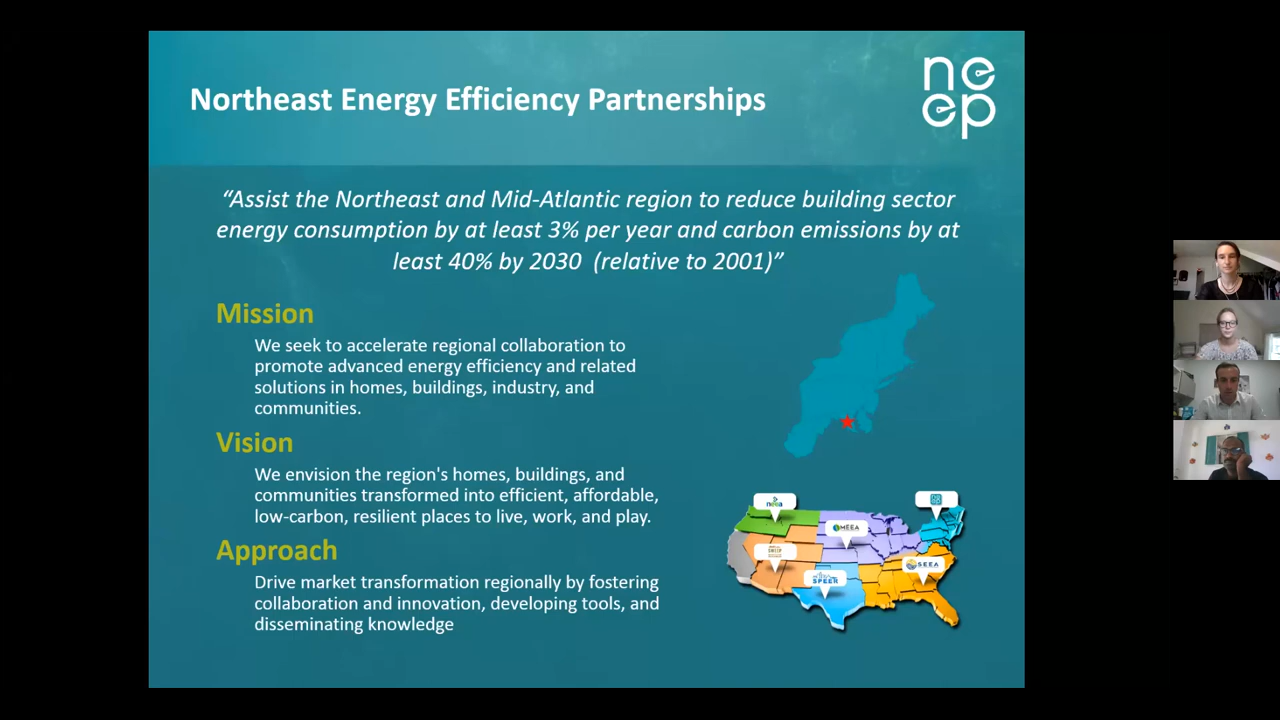 Northeast Energy Efficiency Partnerships
ne
ep
“Assist the Northeast and Mid-Atlantic region to reduce building sector
energy consumption by at least 3% per year and carbon emissions by at
least 40% by 2030 (relative to 2001)”
Mission
We seek to accelerate regional collaboration to
promote advanced energy efficiency and related
solutions in homes, buildings, industry, and
communities.
Vision
We envision the region's homes, buildings, and
communities transformed into efficient, affordable,
low-carbon, resilient places to live, work, and play.
Approach
Drive market transformation regionally by fostering
collaboration and innovation, developing tools, and
disseminating knowledge
neea
MEEA
SWEEP
SPEER
SEEA